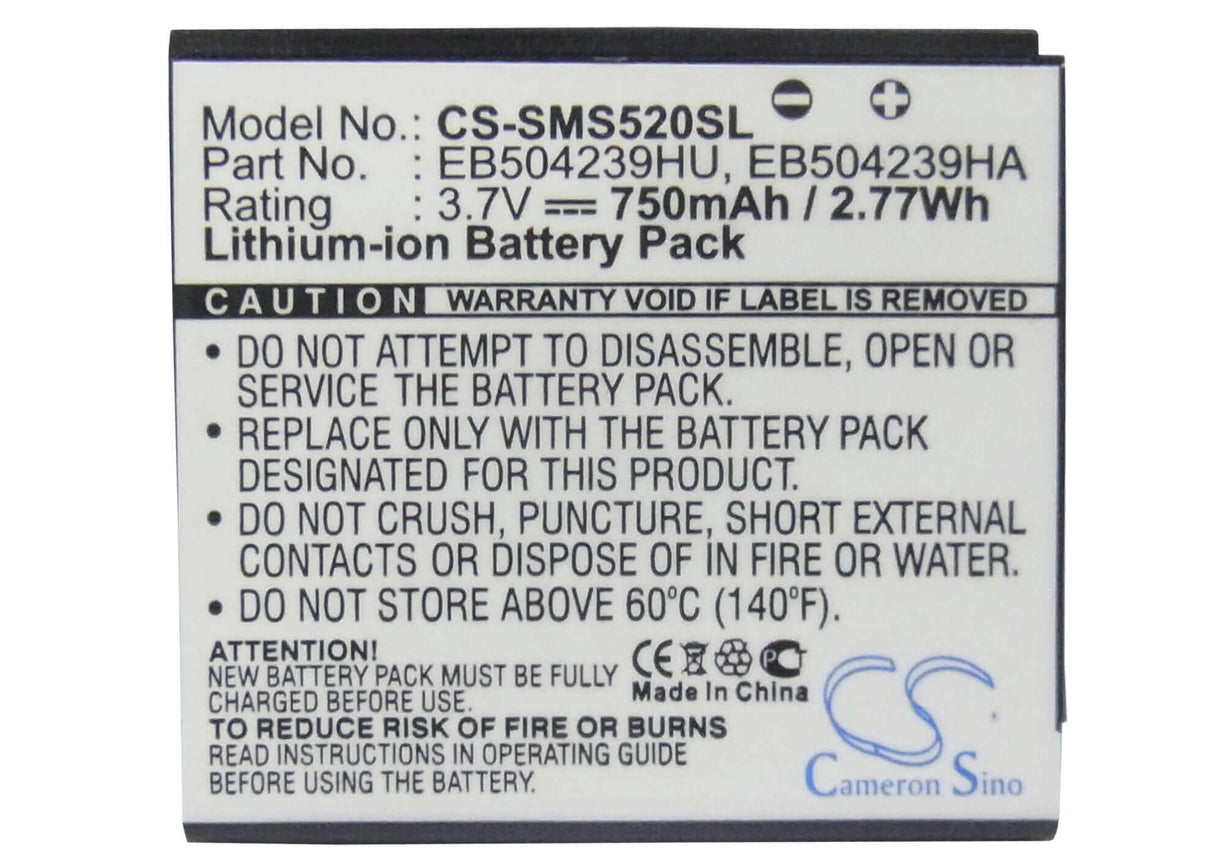 Model No.: CS-SMS520SL
Part No. : EB504239HU, EB504239HA
Rating : 3.7V 750mAh / 2.77Wh
Lithium-ion Battery Pack
CAUTION WARRANTY VOID IF LABEL IS REMOVED
• DO NOT ATTEMPT TO DISASSEMBLE, OPEN OR
SERVICE THE BATTERY PACK.
• REPLACE ONLY WITH THE BATTERY PACK
DESIGNATED FOR THIS PRODUCT.
• DO NOT CRUSH, PUNCTURE, SHORT EXTERNAL
CONTACTS OR DISPOSE OF IN FIRE OR WATER.
• DO NOT STORE ABOVE 60°C (140°F).
ATTENTION!
NEW BATTERY PACK MUST BE FULLY
CHARGED BEFORE USE.
TO REDUCE RISK OF FIRE OR BURNS
READ INSTRUCTIONS IN OPERATING GUIDE
BEFORE USING THE BATTERY.
CE PCT
Made In China
CS
Cameron Sino